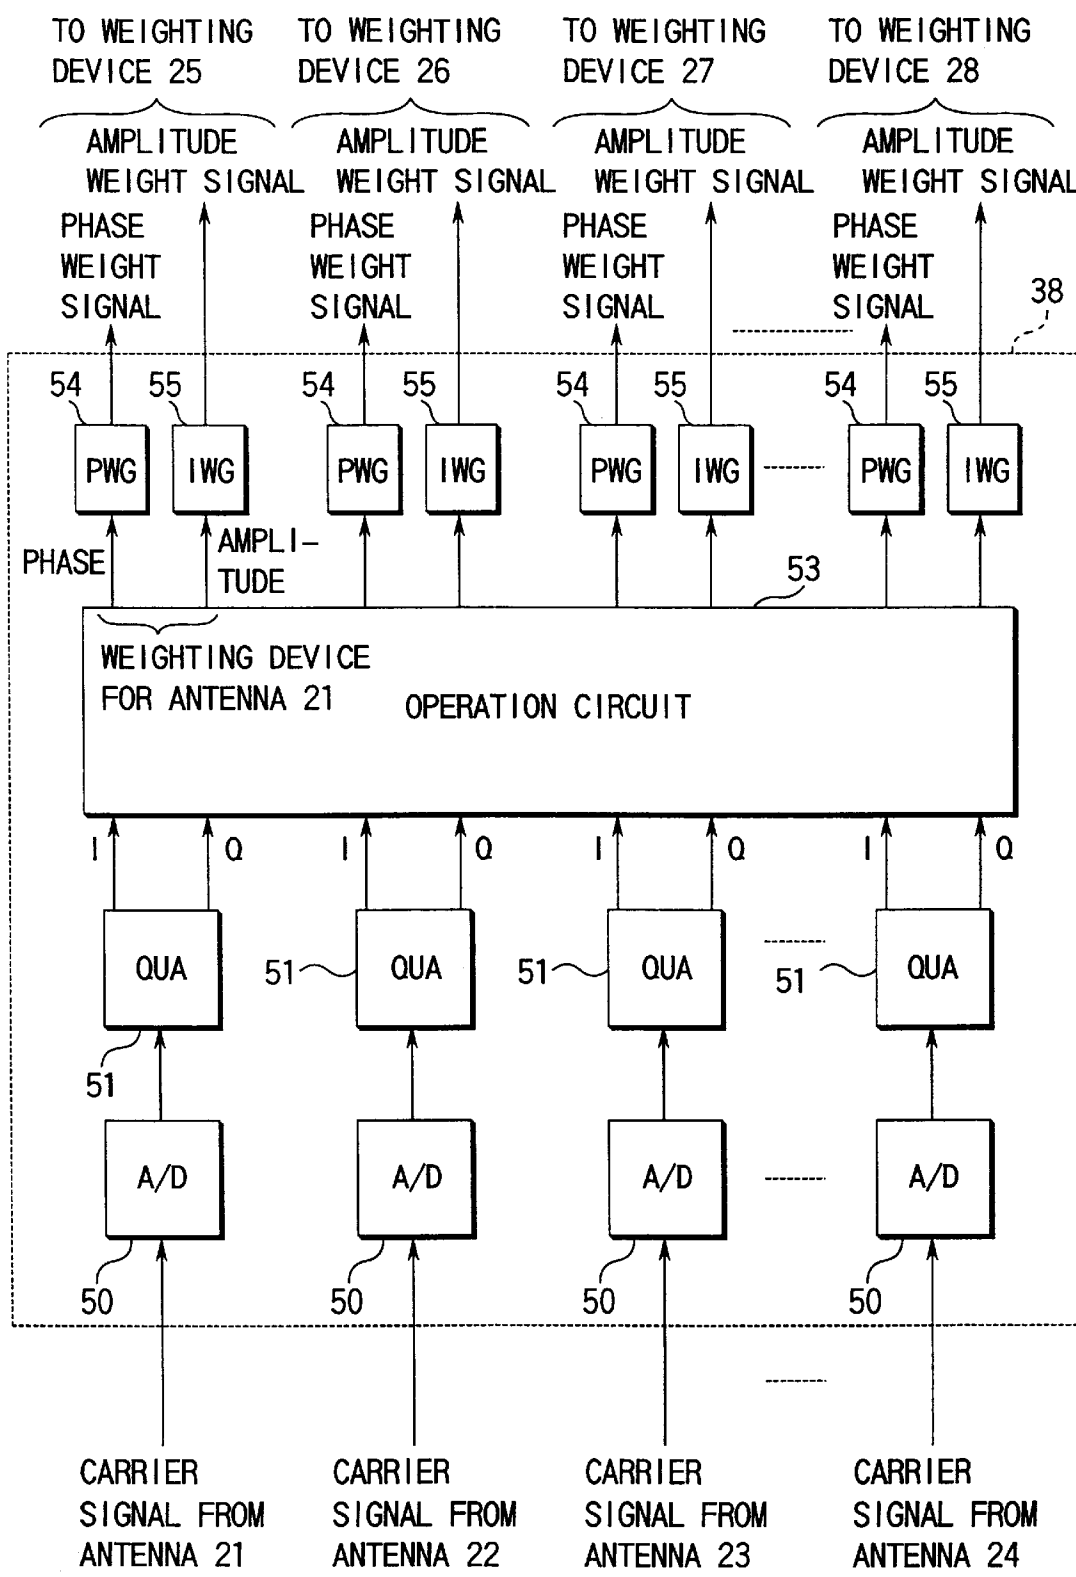 TO WEIGHTING DEVICE 25
TO WEIGHTING DEVICE 26
TO WEIGHTING DEVICE 27
TO WEIGHTING DEVICE 28
AMPLITUDE WEIGHT SIGNAL
AMPLITUDE WEIGHT SIGNAL
AMPLITUDE WEIGHT SIGNAL
AMPLITUDE WEIGHT SIGNAL
PHASE WEIGHT SIGNAL
PHASE WEIGHT SIGNAL
PHASE WEIGHT SIGNAL
PHASE WEIGHT SIGNAL
38
54 55 54 55 54 55 54 55
PWG IWG PWG IWG PWG IWG PWG IWG
PHASE
AMPLI-
TUDE
53
WEIGHTING DEVICE
FOR ANTENNA 21
OPERATION CIRCUIT
I Q I Q I Q I Q
QUA QUA QUA QUA
51 51 51 51
A/D A/D A/D A/D
50 50 50 50
CARRIER SIGNAL FROM ANTENNA 21
CARRIER SIGNAL FROM ANTENNA 22
CARRIER SIGNAL FROM ANTENNA 23
CARRIER SIGNAL FROM ANTENNA 24